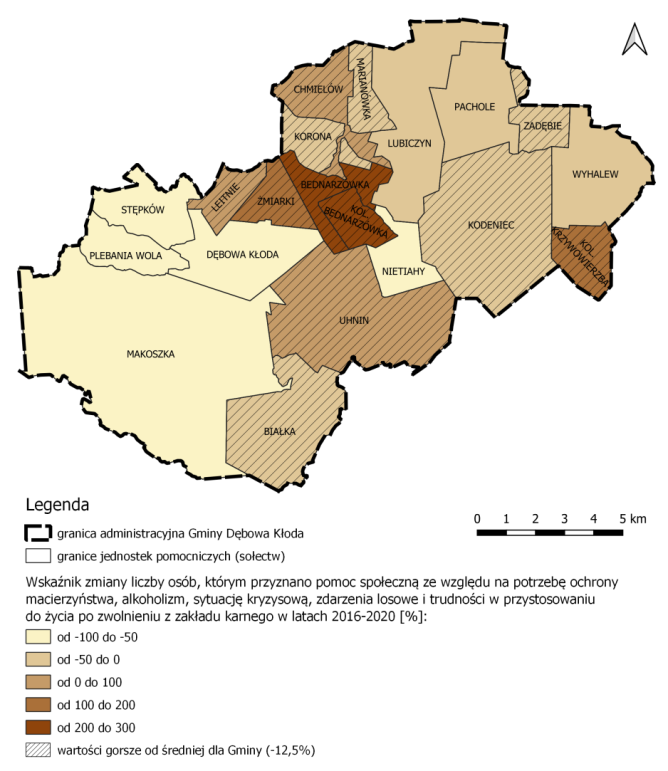 CHMIELÓW
MARIANÓWKA
PACHOLE
ZADĘBIE
KORONA
LUBICZYN
WYHALEW
BEDNARZÓWKA
LEITNIE
ŻMIARKI
KOL.
BEDNARZÓWKA
STĘPKÓW
KODENIEC
KOL.
KRZYWOWIERZBA
PLEBANIA WOLA
DĘBOWA KŁODA
NIETIAHY
UHNIN
MAKOSZKA
BIAŁKA
Legenda
granica administracyjna Gminy Dębowa Kłoda
granice jednostek pomocniczych (sołectw)
0 1 2 3 4 5 km
Wskaźnik zmiany liczby osób, którym przyznano pomoc społeczną ze względu na potrzebę ochrony
macierzyństwa, alkoholizm, sytuację kryzysową, zdarzenia losowe i trudności w przystosowaniu
do życia po zwolnieniu z zakładu karnego w latach 2016-2020 [%]:
od -100 do -50
od -50 do 0
od 0 do 100
od 100 do 200
od 200 do 300
wartości gorsze od średniej dla Gminy (-12,5%)